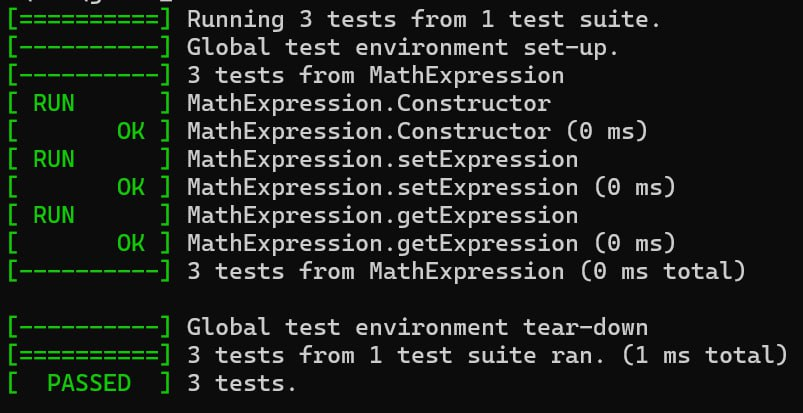 [==========] Running 3 tests from 1 test suite.
[----------] Global test environment set-up.
[----------] 3 tests from MathExpression
[ RUN      ] MathExpression.Constructor
[       OK ] MathExpression.Constructor (0 ms)
[ RUN      ] MathExpression.setExpression
[       OK ] MathExpression.setExpression (0 ms)
[ RUN      ] MathExpression.getExpression
[       OK ] MathExpression.getExpression (0 ms)
[----------] 3 tests from MathExpression (0 ms total)
[----------] Global test environment tear-down
[==========] 3 tests from 1 test suite ran. (1 ms total)
[  PASSED  ] 3 tests.